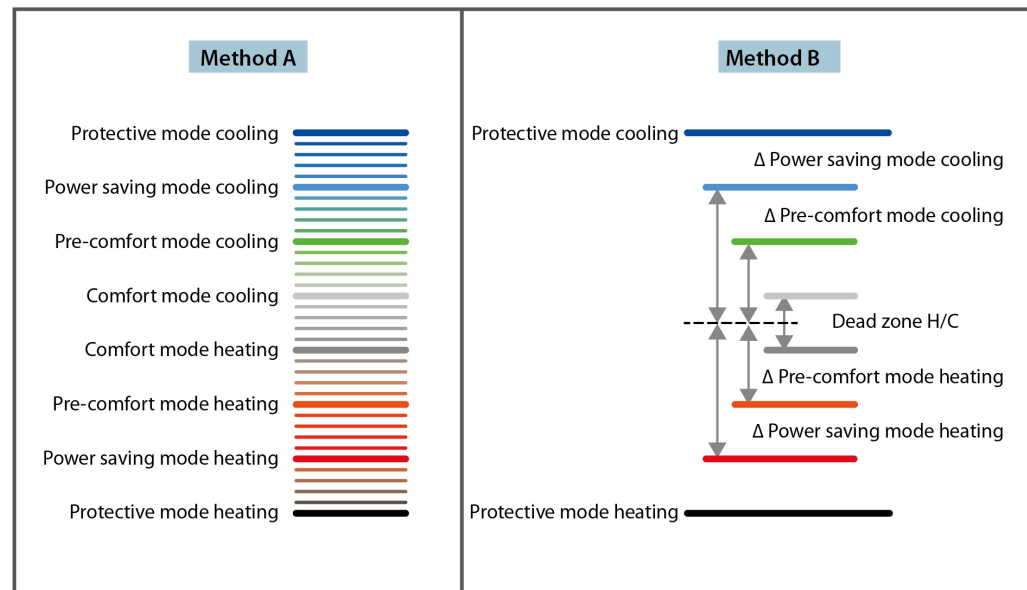 Method A
Protective mode cooling
Power saving mode cooling
Pre-comfort mode cooling
Comfort mode cooling
Comfort mode heating
Pre-comfort mode heating
Power saving mode heating
Protective mode heating
Method B
Protective mode cooling
Δ Power saving mode cooling
Δ Pre-comfort mode cooling
Dead zone H/C
Δ Pre-comfort mode heating
Δ Power saving mode heating
Protective mode heating